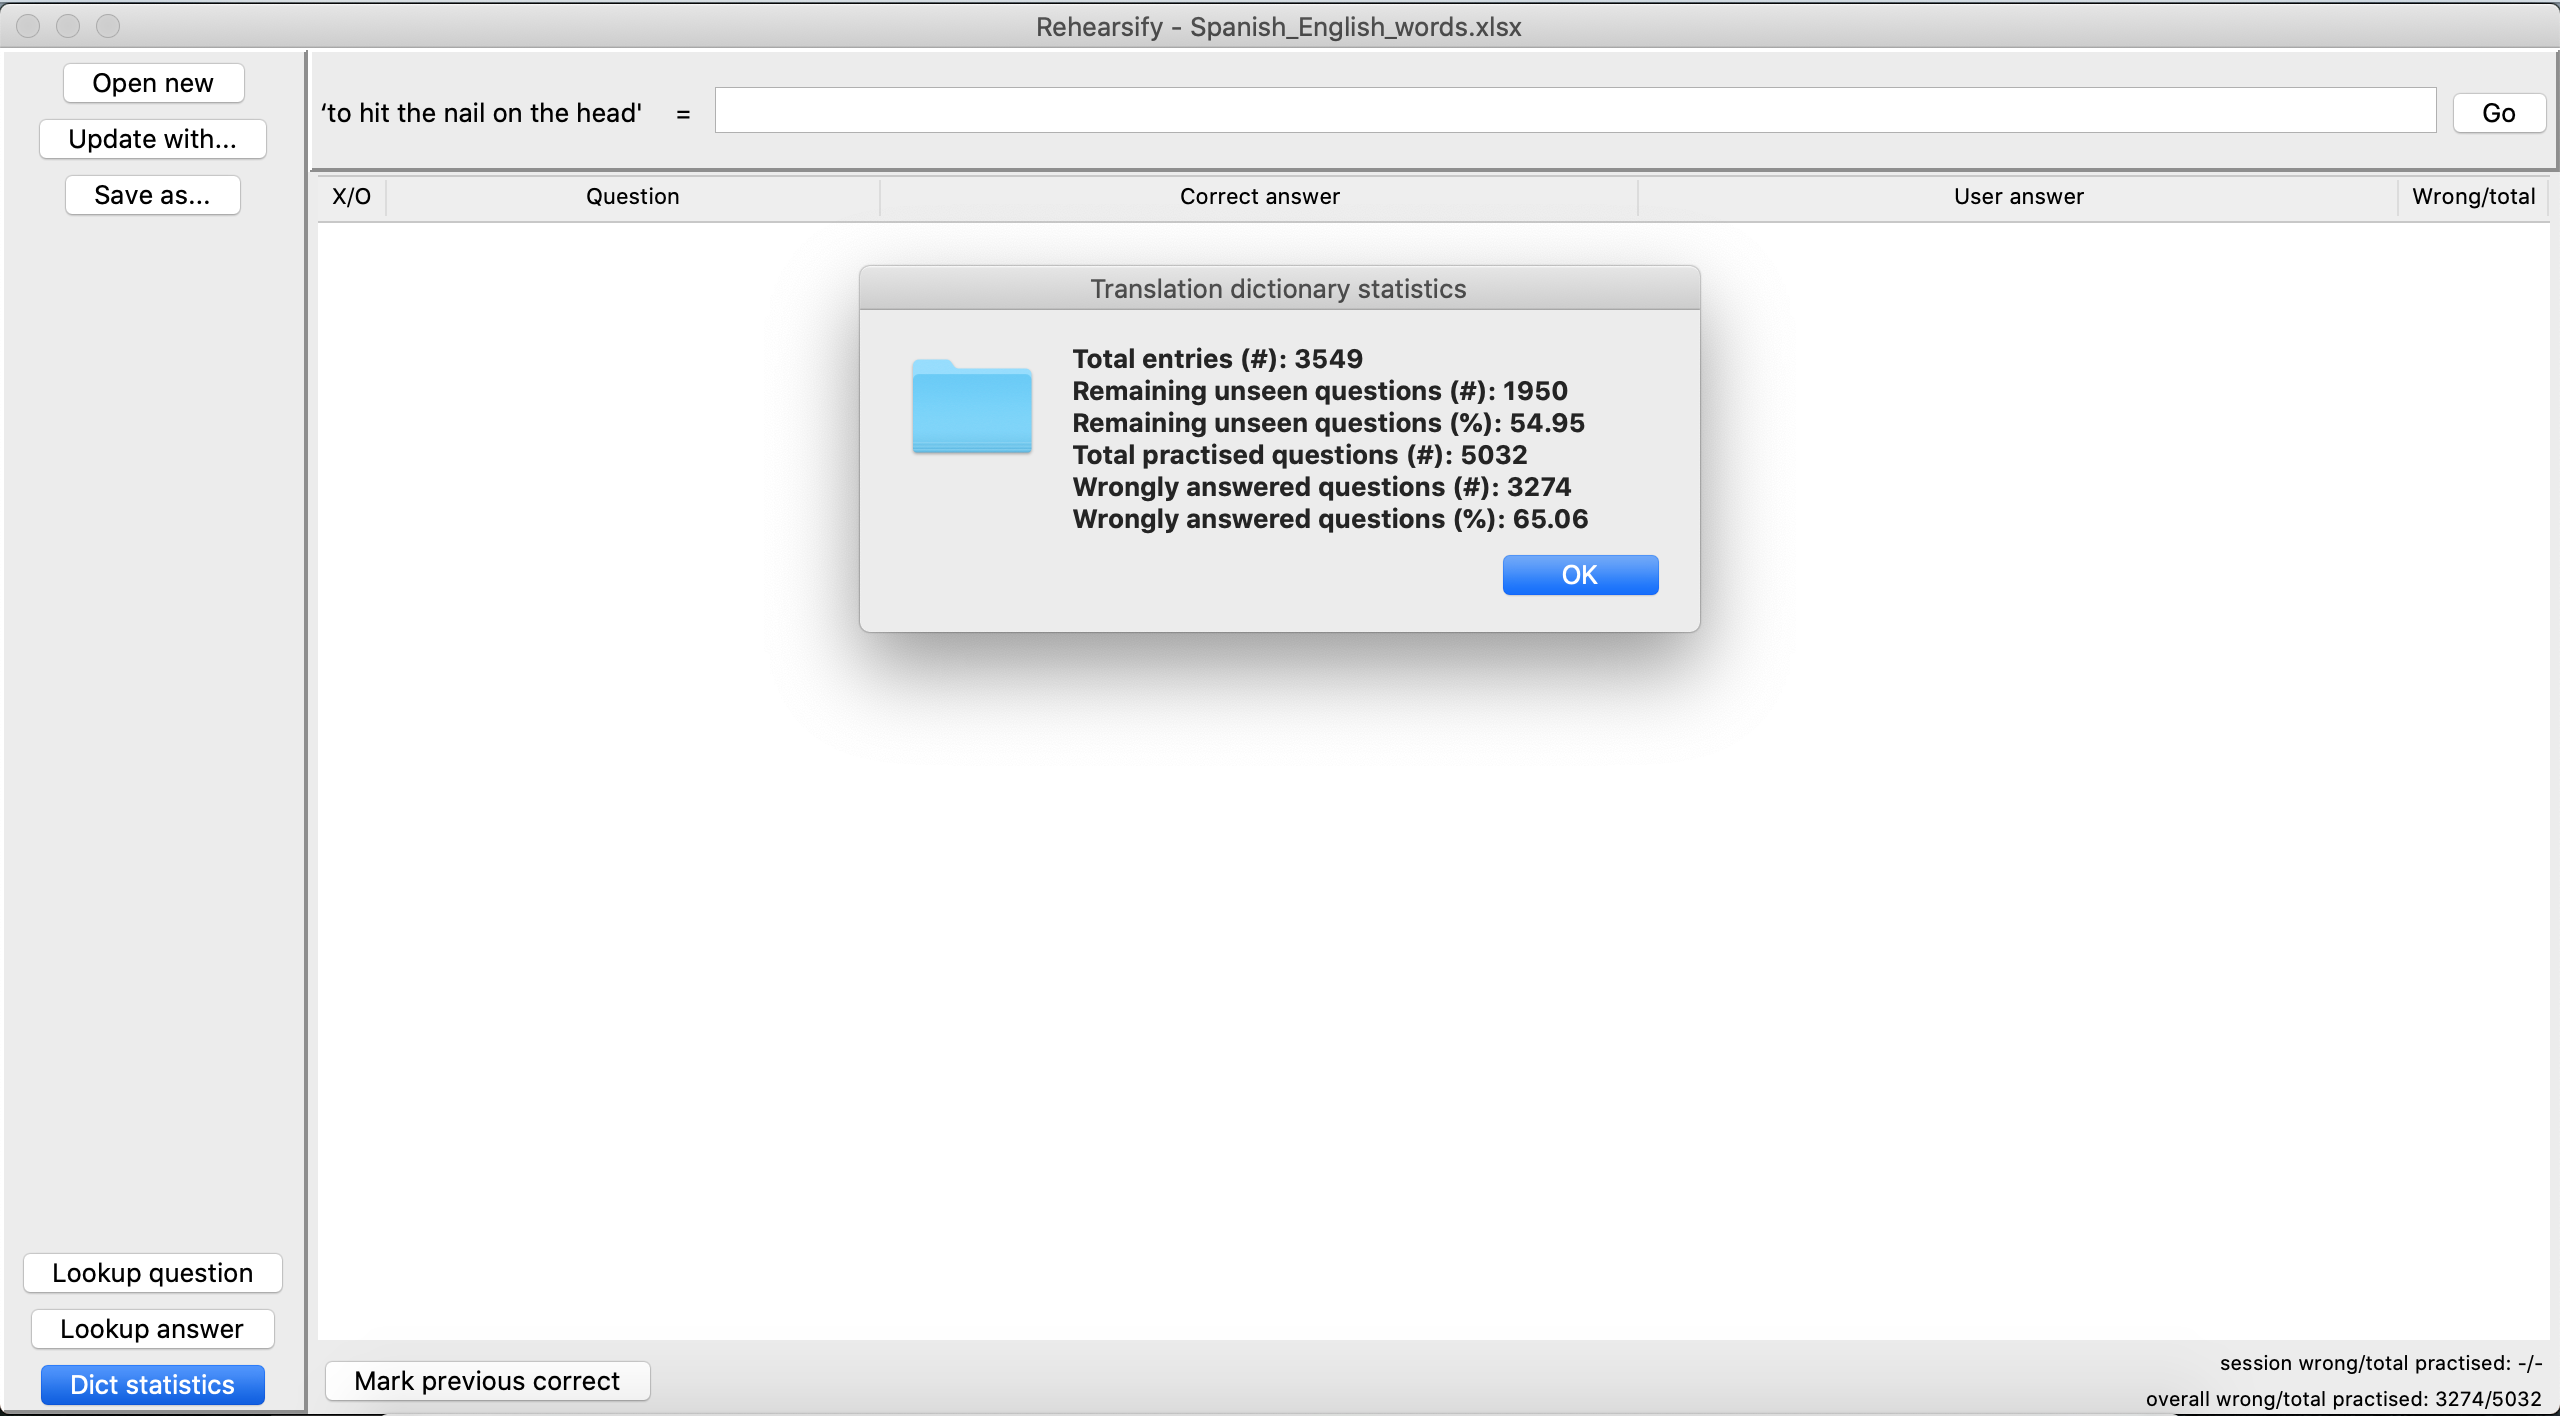 Rehearsify - Spanish_English_words.xlsx
Open new
Update with...
Save as...
‘to hit the nail on the head' =
Go
X/O Question Correct answer User answer Wrong/total
Translation dictionary statistics
Total entries (#): 3549
Remaining unseen questions (#): 1950
Remaining unseen questions (%): 54.95
Total practised questions (#): 5032
Wrongly answered questions (#): 3274
Wrongly answered questions (%): 65.06
OK
Lookup question
Lookup answer
Dict statistics
Mark previous correct
session wrong/total practised: -/-
overall wrong/total practised: 3274/5032